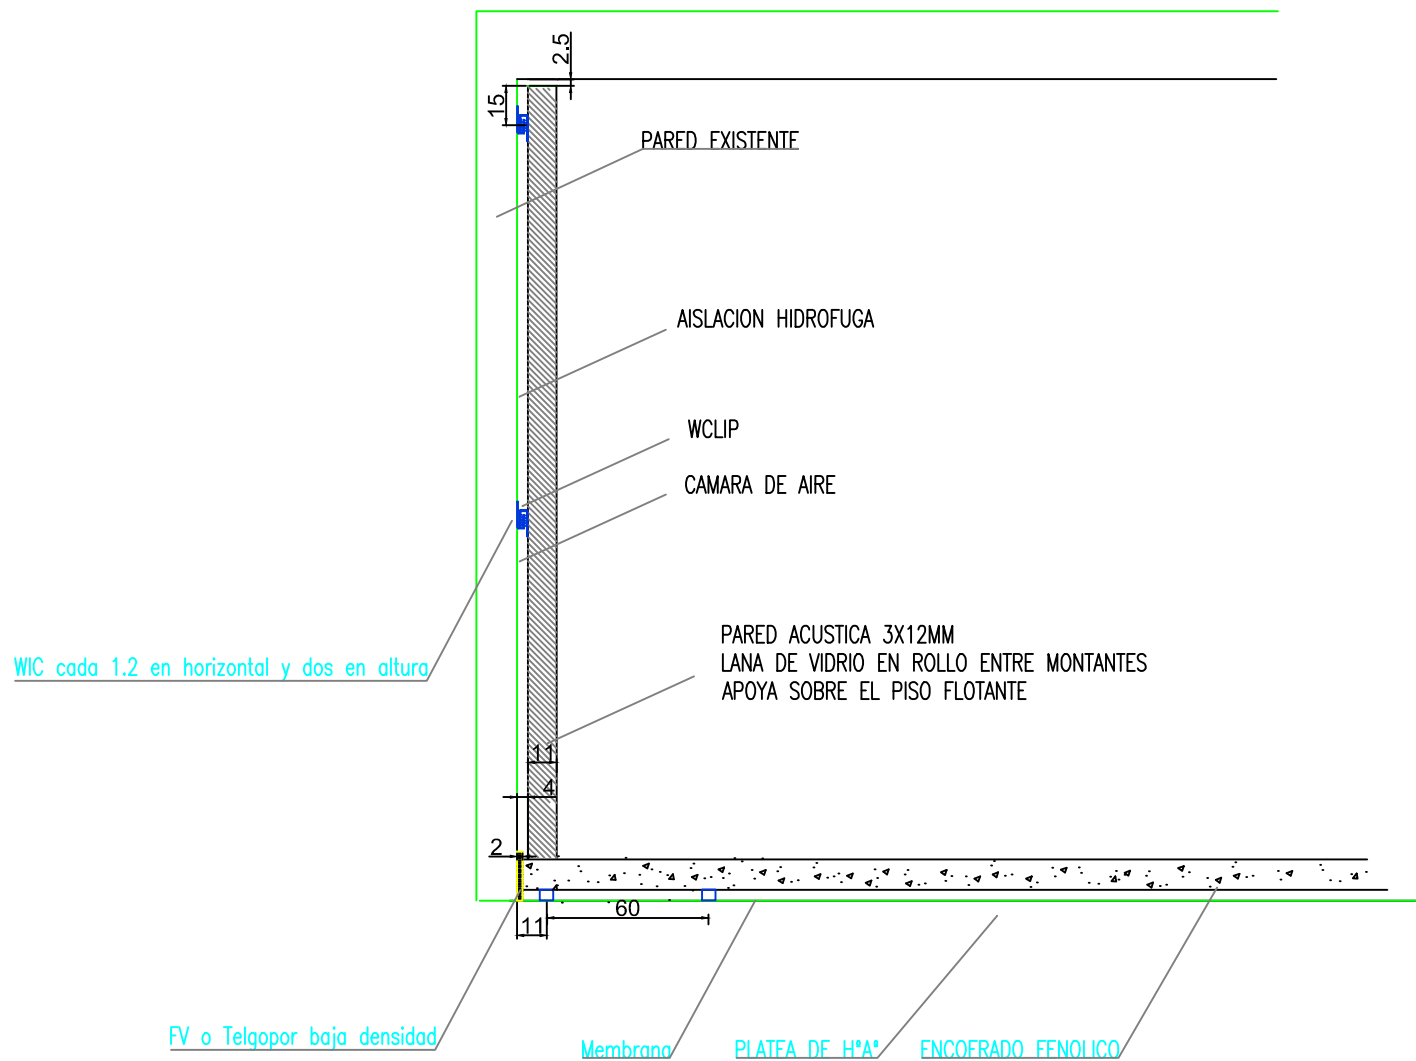 2.5
15
PARED EXISTENTE
AISLACION HIDROFUGA
WCLIP
CAMARA DE AIRE
PARED ACUSTICA 3X12MM
LANA DE VIDRIO EN ROLLO ENTRE MONTANTES
APOYA SOBRE EL PISO FLOTANTE
WIC cada 1.2 en horizontal y dos en altura
11
4
2
60
11
FV o Telgopor baja densidad
Membrana
PLATEA DE H°A°
ENCOFRADO FENOLICO